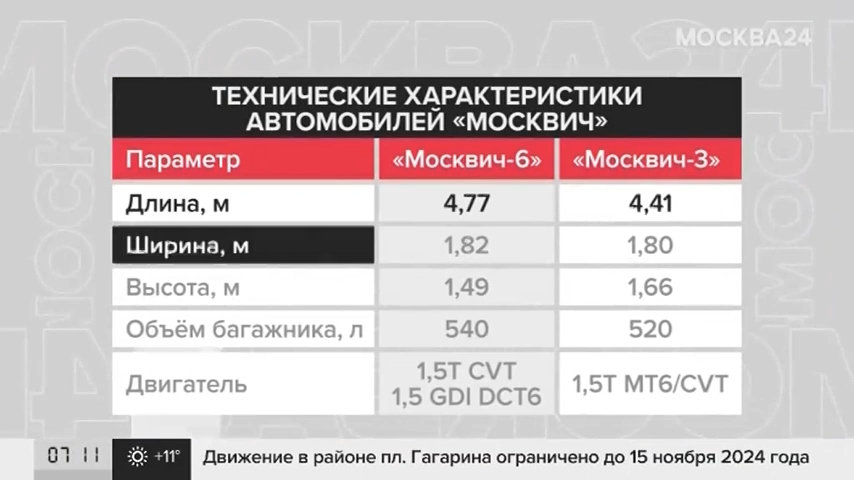 МОСКВА24
ТЕХНИЧЕСКИЕ ХАРАКТЕРИСТИКИ
АВТОМОБИЛЕЙ «МОСКВИЧ»
Параметр «Москвич-6» «Москвич-3»
Длина, м 4,77 4,41
Ширина, м 1,82 1,80
Высота, м 1,49 1,66
Объём багажника, л 540 520
Двигатель 1,5T CVT 1,5T MT6/CVT
1,5 GDI DCT6
07 11 +11° Движение в районе пл. Гагарина ограничено до 15 ноября 2024 года